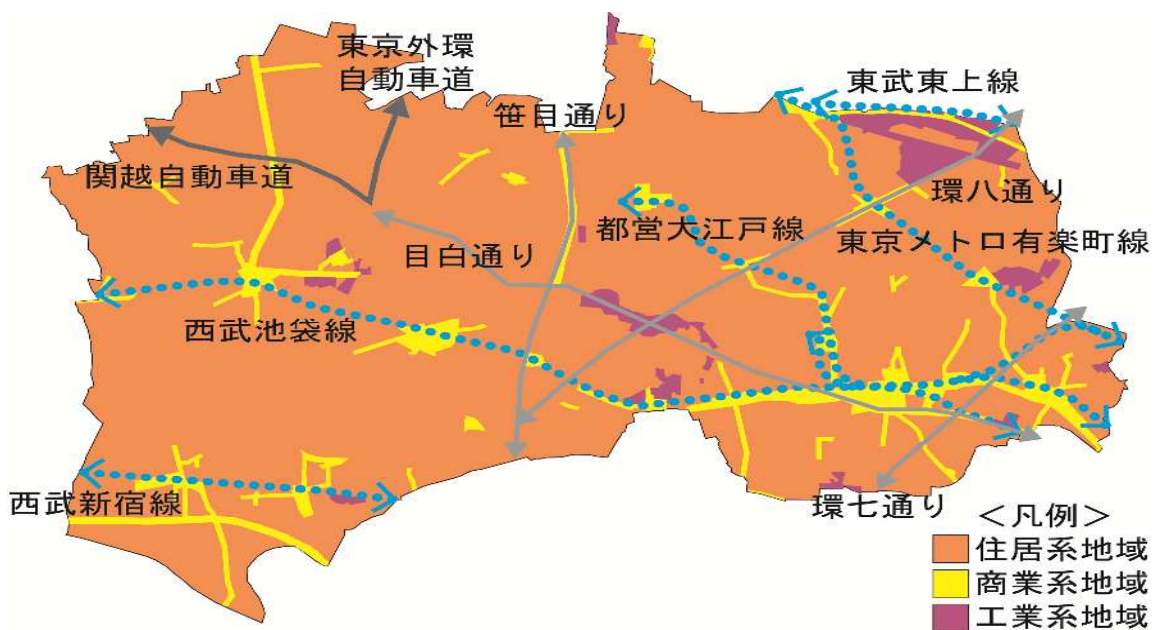 東京外環
自動車道
笹目通り
東武東上線
関越自動車道
環八通り
都営大江戸線
東京メトロ有楽町線
目白通り
西武池袋線
西武新宿線
環七通り
＜凡例＞
住居系地域
商業系地域
工業系地域